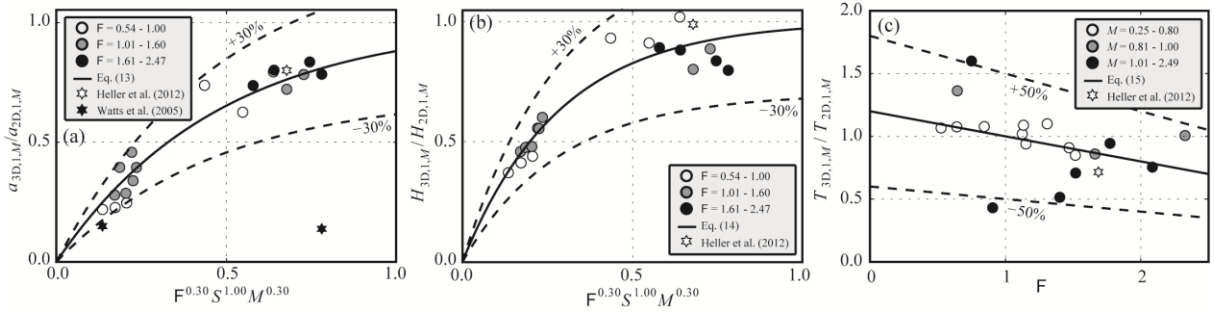 a3D,1,M/a2D,1,M
1.0
0.5
0.0
0.0
0.5
1.0
F^0.30 S^1.00 M^0.30
(a)
+30%
−30%
F = 0.54 - 1.00
F = 1.01 - 1.60
F = 1.61 - 2.47
Eq. (13)
Heller et al. (2012)
Watts et al. (2005)
H3D,1,M/H2D,1,M
1.0
0.5
0.0
0.0
0.5
1.0
F^0.30 S^1.00 M^0.30
(b)
+30%
−30%
F = 0.54 - 1.00
F = 1.01 - 1.60
F = 1.61 - 2.47
Eq. (14)
Heller et al. (2012)
T3D,1,M / T2D,1,M
2.0
1.5
1.0
0.5
0.0
0
1
2
F
(c)
+50%
−50%
M = 0.25 - 0.80
M = 0.81 - 1.00
M = 1.01 - 2.49
Eq. (15)
Heller et al. (2012)